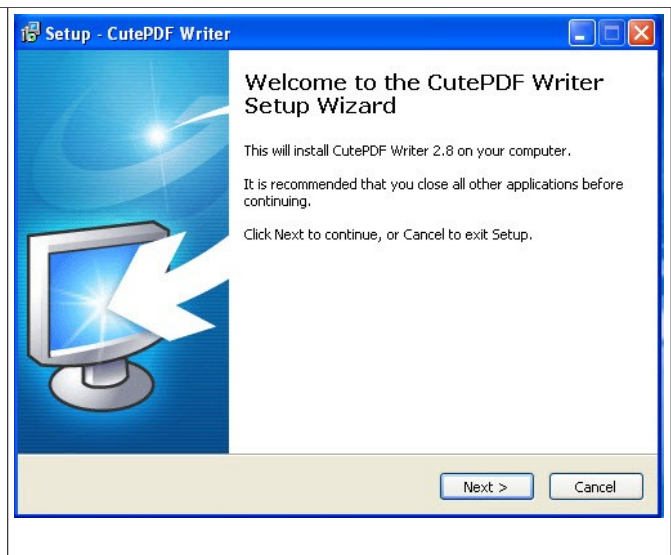 Setup - CutePDF Writer
Welcome to the CutePDF Writer
Setup Wizard
This will install CutePDF Writer 2.8 on your computer.
It is recommended that you close all other applications before
continuing.
Click Next to continue, or Cancel to exit Setup.
Next >
Cancel